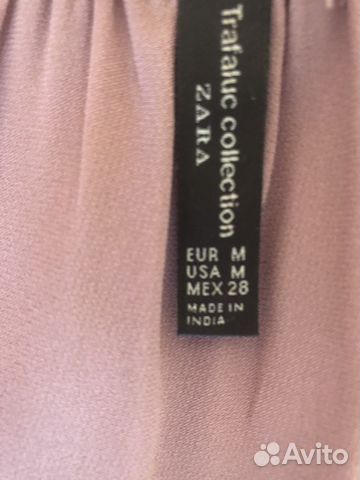 Trafaluc collection
ZARA
EUR M
USA M
MEX 28
MADE IN
INDIA
Avito